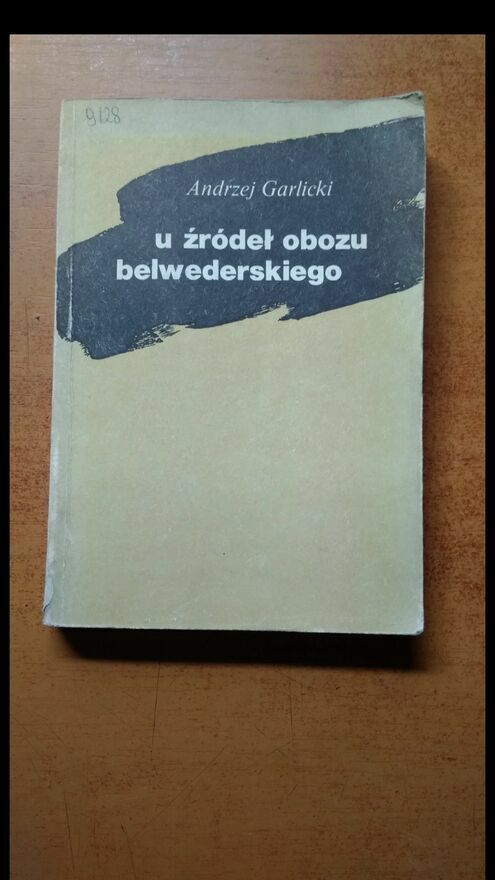 9128
Andrzej Garlicki
u źródeł obozu
belwederskiego